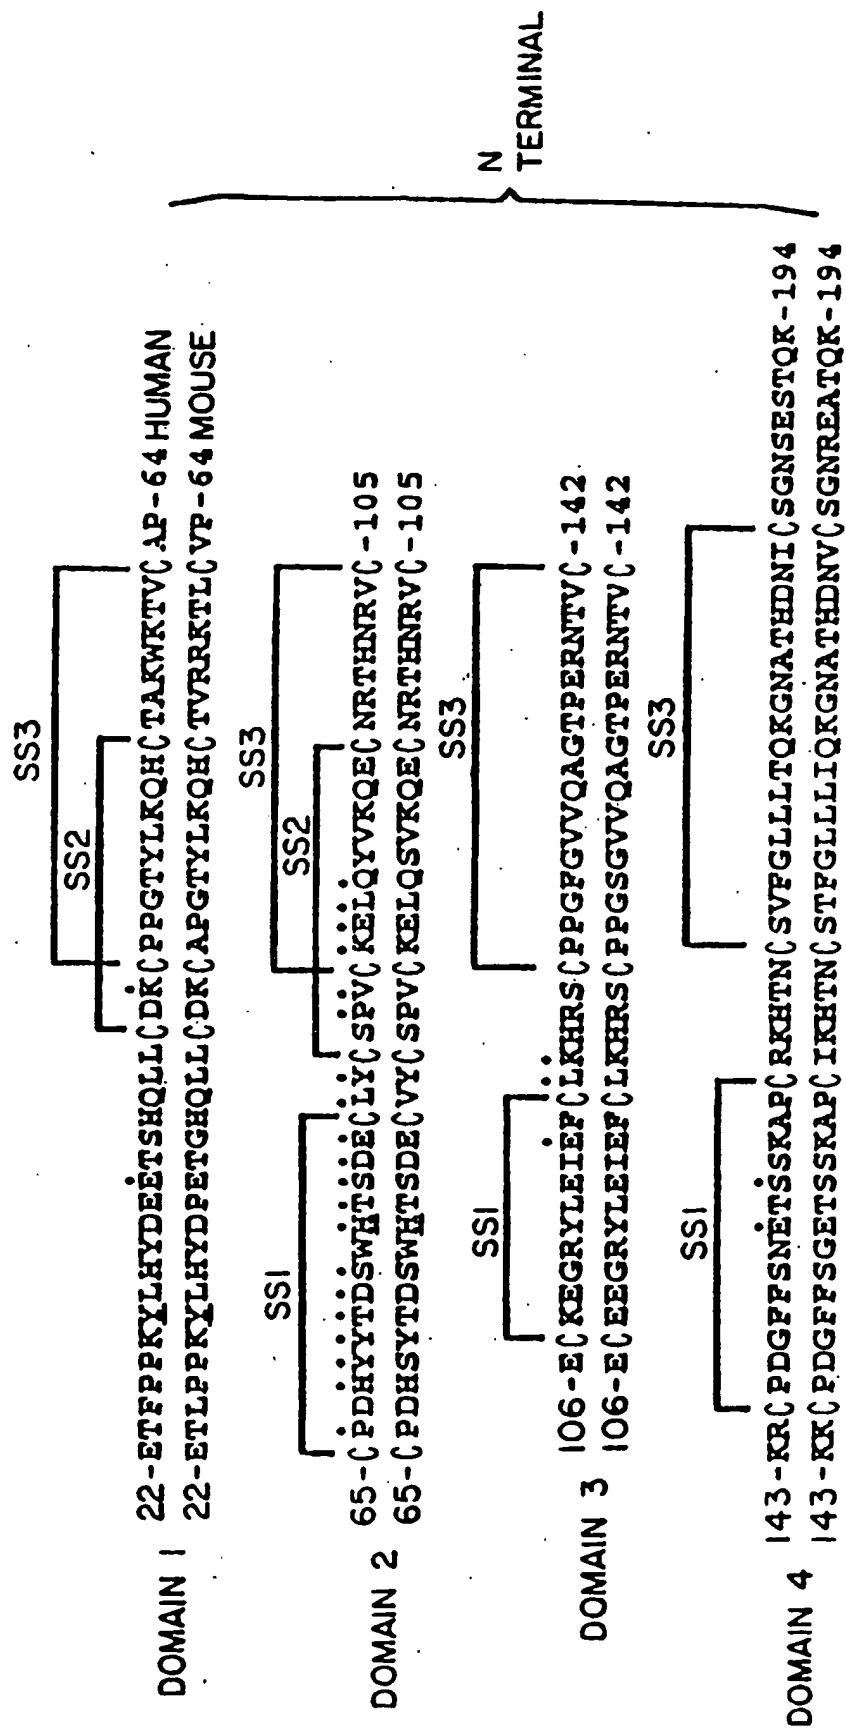 SS3
SS2
22-ETFPPKYLHYDEETSHQLLCDKCPPGTYLKQHCTAKWKTVCAP-64 HUMAN
DOMAIN 1
22-ETLPPKYLHYDPETGHQLLCDKCAPGTYLKQHCTVRRKTLCVP-64 MOUSE
SS3
SS1 SS2
65-CPDHYYTDSWHTSDECLYCSPVCKELQYVKQECNRTHNRVC-105
DOMAIN 2
65-CPDHSYTDSWHTSDECVYCSPVCKELQSVKQECNRTHNRVC-105
SS1 SS3
106-ECKEGRYLEIEFCLKHRSCPPGFGVVQAGTPERNTVC-142
DOMAIN 3
106-ECEEGRYLEIEFCLKHRSCPPGSGVVQAGTPERNTVC-142
SS1 SS3
143-KRCPDGFFSNETSSKAPCRKHTNCSVFGLLLTQKGNATHDNICSGNSESTQK-194
DOMAIN 4
143-KKCPDGFFSGETSSKAPCIKHTNCSTFGLLLIQKGNATHDNVCSGNREATQK-194
N
TERMINAL